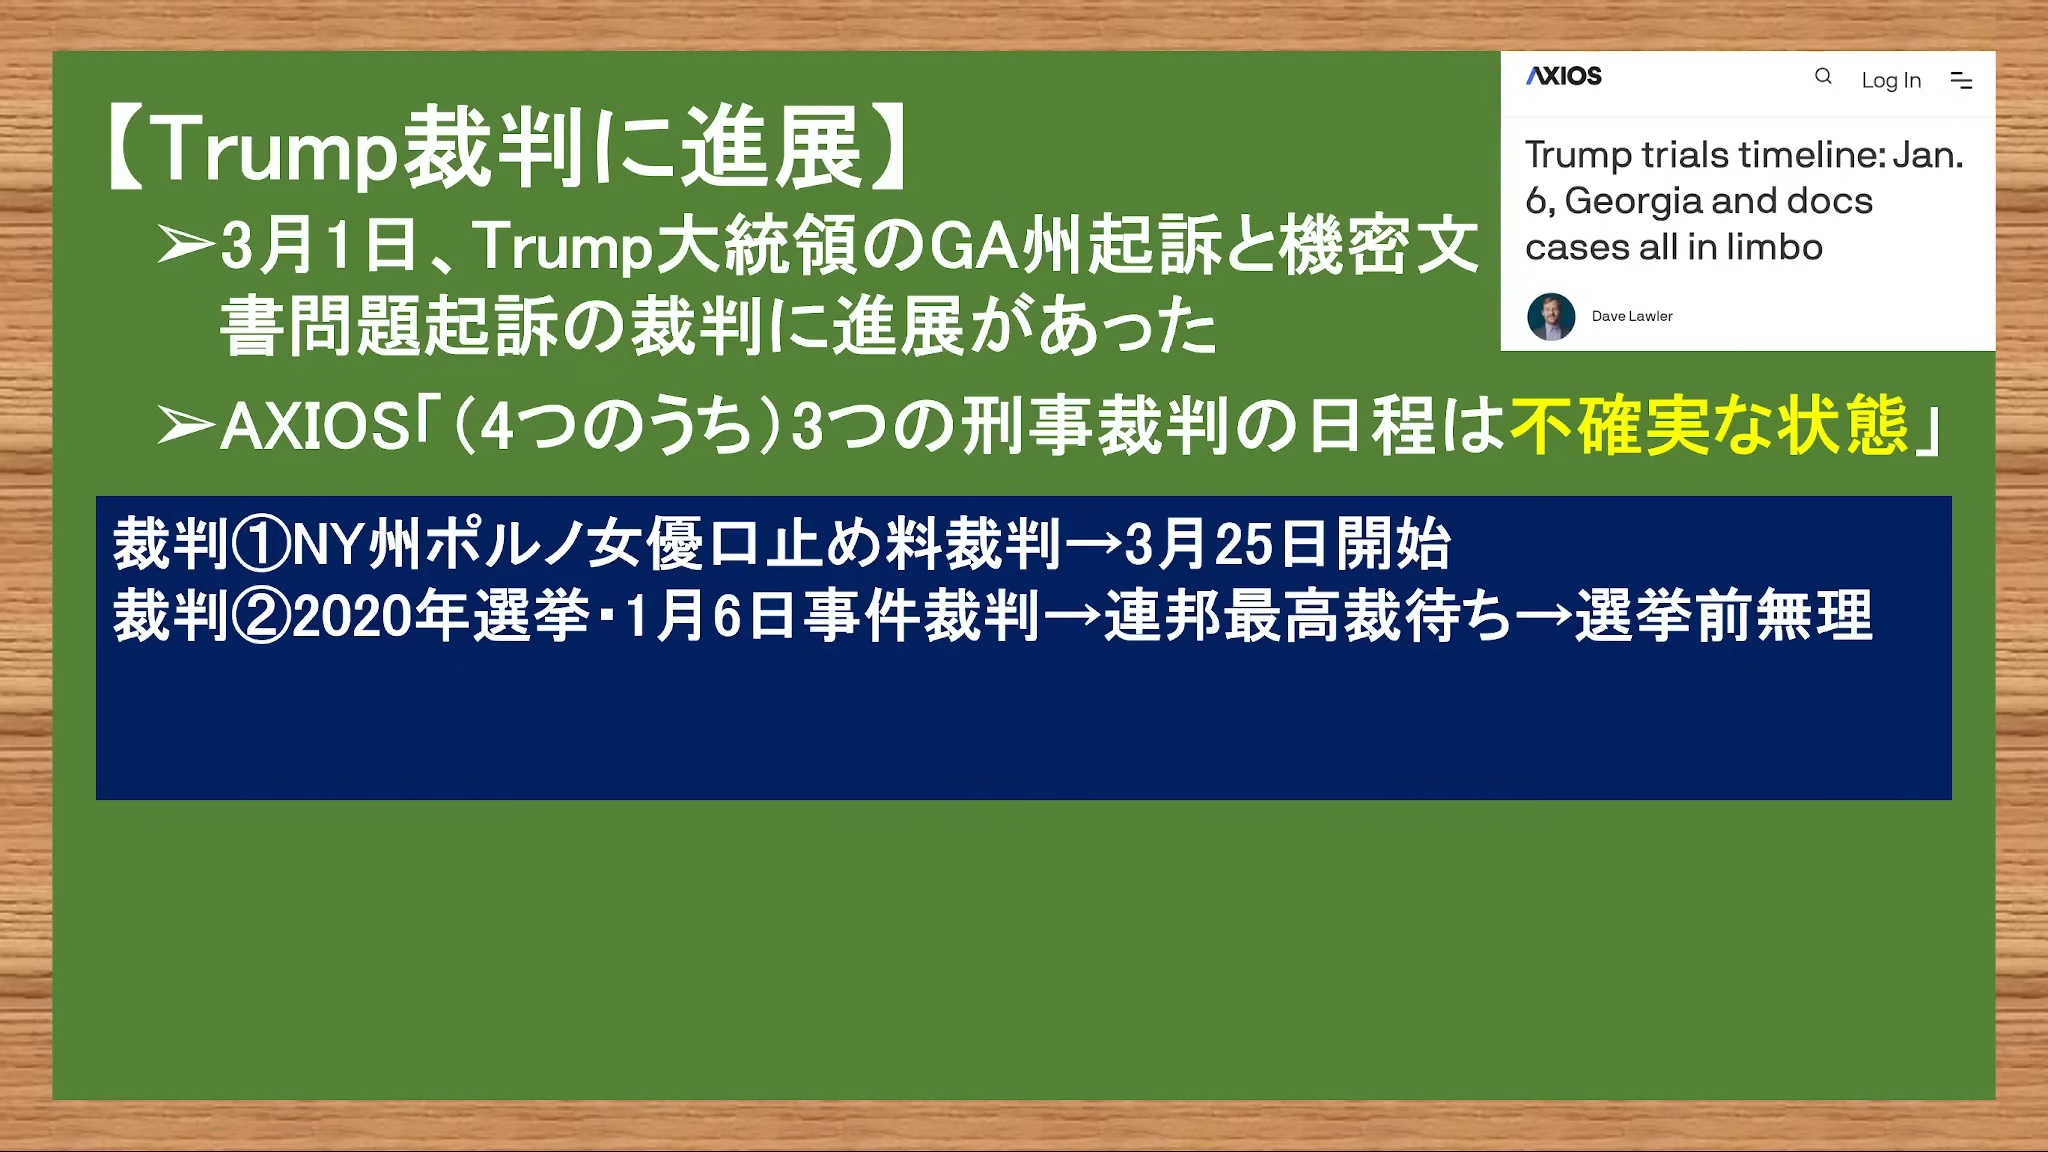 【Trump裁判に進展】
➢3月1日、Trump大統領のGA州起訴と機密文
書問題起訴の裁判に進展があった
AXIOS
Log In
Trump trials timeline: Jan.
6, Georgia and docs
cases all in limbo
Dave Lawler
➢AXIOS「（4つのうち）3つの刑事裁判の日程は不確実な状態」
裁判①NY州ポルノ女優口止め料裁判→3月25日開始
裁判②2020年選挙・1月6日事件裁判→連邦最高裁待ち→選挙前無理